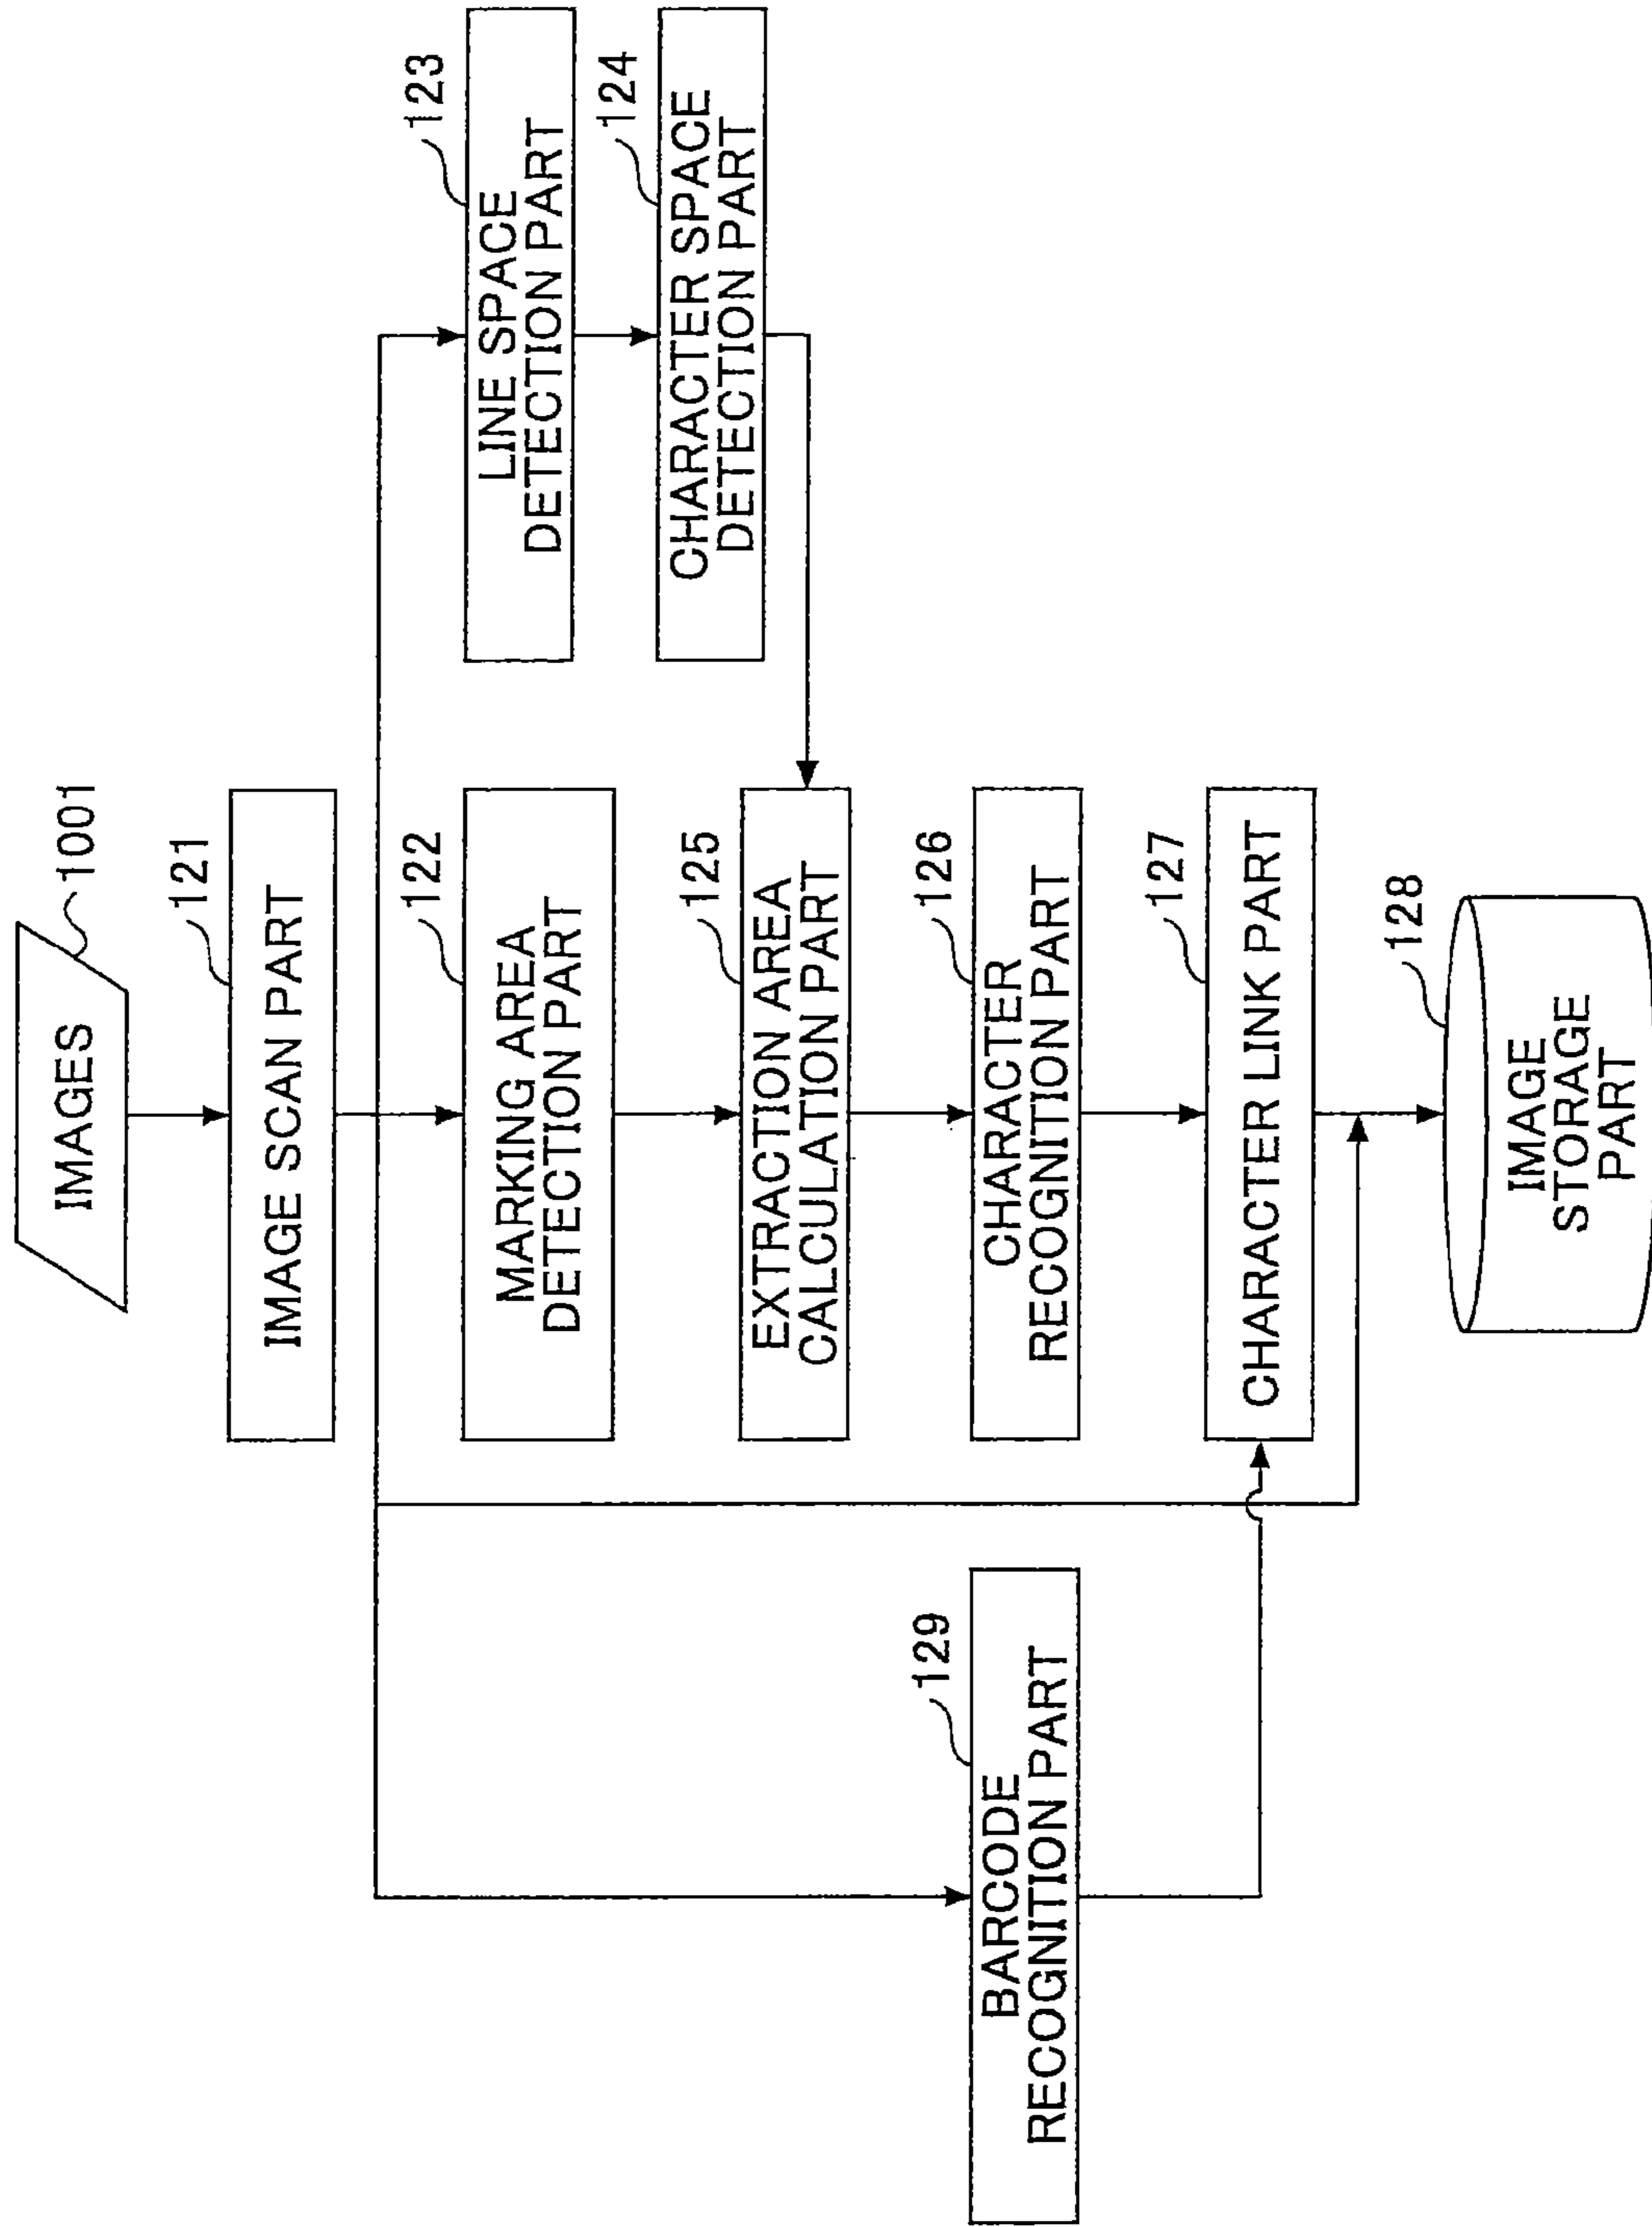 IMAGES
1001
121
IMAGE SCAN PART
122
MARKING AREA
DETECTION PART
123
LINE SPACE
DETECTION PART
124
CHARACTER SPACE
DETECTION PART
125
EXTRACTION AREA
CALCULATION PART
129
BARCODE
RECOGNITION PART
126
CHARACTER
RECOGNITION PART
127
CHARACTER LINK PART
128
IMAGE
STORAGE
PART